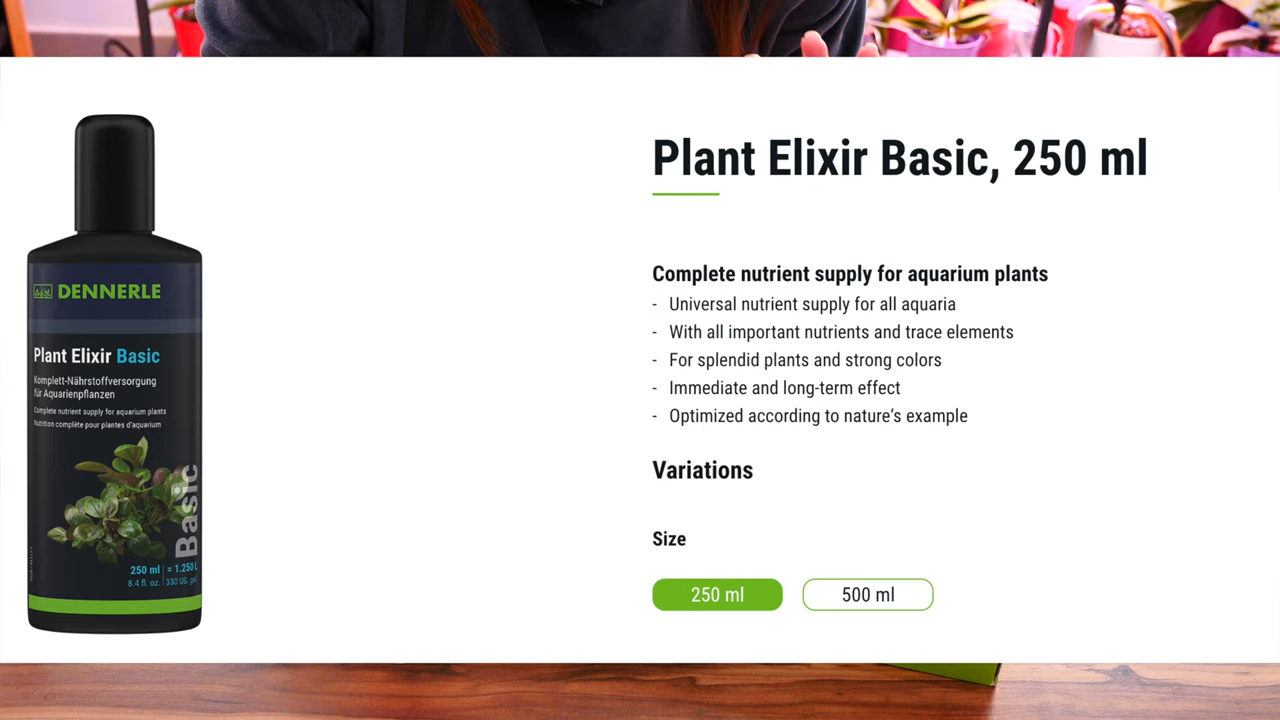 Plant Elixir Basic, 250 ml
Complete nutrient supply for aquarium plants
- Universal nutrient supply for all aquaria
- With all important nutrients and trace elements
- For splendid plants and strong colors
- Immediate and long-term effect
- Optimized according to nature‘s example
Variations
Size
250 ml
500 ml
DENNERLE
Plant Elixir Basic
Komplett-Nährstoffversorgung
für Aquarienpflanzen
Complete nutrient supply for aquarium plants
Nutrition complète pour plantes d'aquarium
Basic
250 ml = 1.250 L
8.4 fl. oz. 330 US. gal